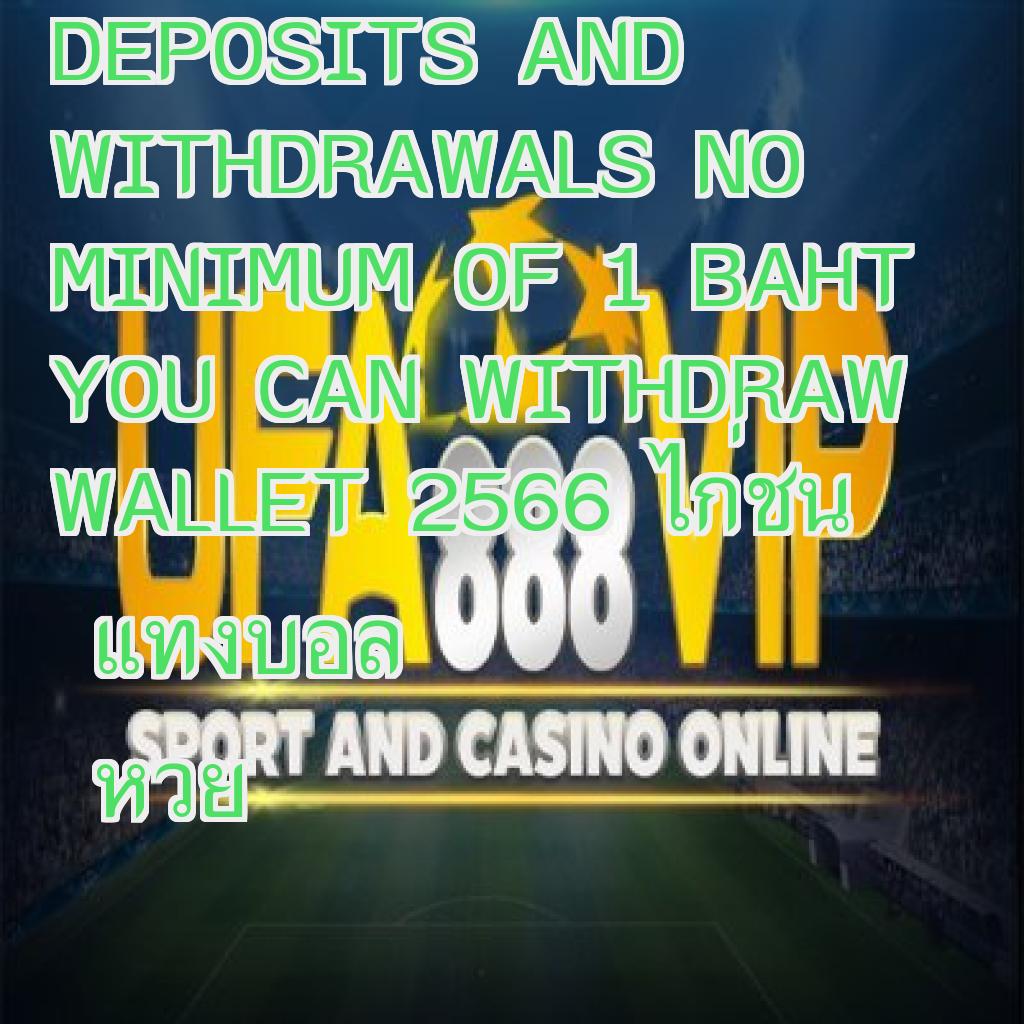 DEPOSITS AND
WITHDRAWALS NO
MINIMUM OF 1 BAHT
YOU CAN WITHDRAW
WALLET 2566 ไก่ชน
แทงบอล
หวย
UFA VIP
888
SPORT AND CASINO ONLINE